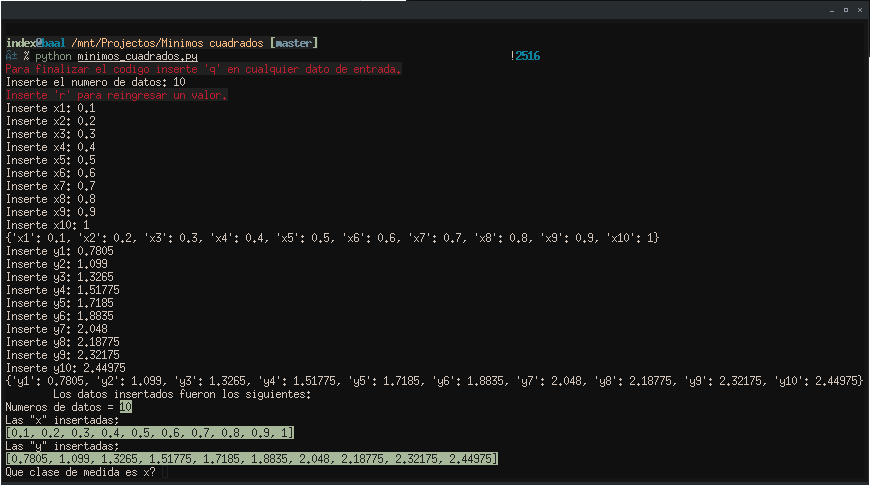 index@baal /mnt/Projectos/Minimos cuadrados [master]
± % python minimos_cuadrados.py !2516
Para finalizar el codigo inserte 'q' en cualquier dato de entrada.
Inserte el numero de datos: 10
Inserte 'r' para reingresar un valor.
Inserte x1: 0.1
Inserte x2: 0.2
Inserte x3: 0.3
Inserte x4: 0.4
Inserte x5: 0.5
Inserte x6: 0.6
Inserte x7: 0.7
Inserte x8: 0.8
Inserte x9: 0.9
Inserte x10: 1
{'x1': 0.1, 'x2': 0.2, 'x3': 0.3, 'x4': 0.4, 'x5': 0.5, 'x6': 0.6, 'x7': 0.7, 'x8': 0.8, 'x9': 0.9, 'x10': 1}
Inserte y1: 0.7805
Inserte y2: 1.099
Inserte y3: 1.3265
Inserte y4: 1.51775
Inserte y5: 1.7185
Inserte y6: 1.8835
Inserte y7: 2.048
Inserte y8: 2.18775
Inserte y9: 2.32175
Inserte y10: 2.44975
{'y1': 0.7805, 'y2': 1.099, 'y3': 1.3265, 'y4': 1.51775, 'y5': 1.7185, 'y6': 1.8835, 'y7': 2.048, 'y8': 2.18775, 'y9': 2.32175, 'y10': 2.44975}
Los datos insertados fueron los siguientes:
Numeros de datos = 10
Las "x" insertadas;
[0.1, 0.2, 0.3, 0.4, 0.5, 0.6, 0.7, 0.8, 0.9, 1]
Las "y" insertadas;
[0.7805, 1.099, 1.3265, 1.51775, 1.7185, 1.8835, 2.048, 2.18775, 2.32175, 2.44975]
Que clase de medida es x?